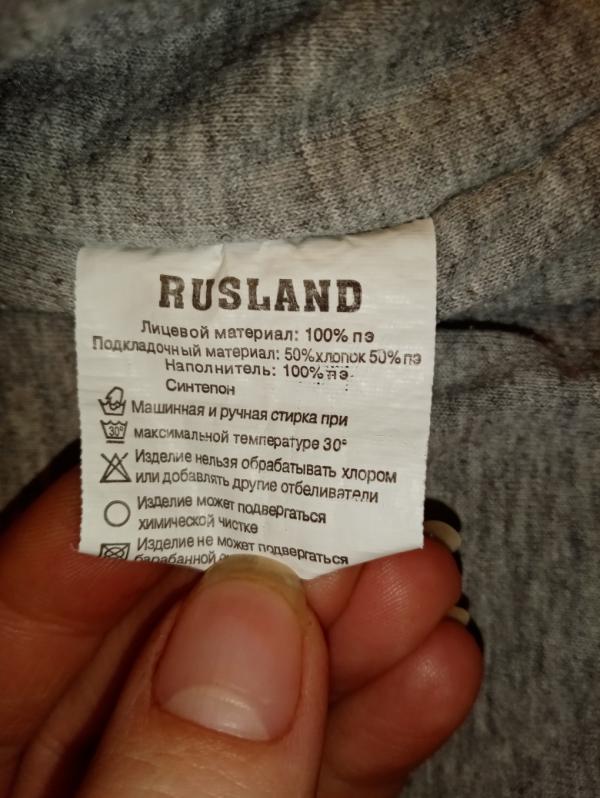 RUSLAND
Лицевой материал: 100% пэ
Подкладочный материал: 50%хлопок 50% пэ
Наполнитель: 100% пэ
Синтепон
Машинная и ручная стирка при
30°
максимальной температуре 30°
Изделие нельзя обрабатывать хлором
или добавлять другие отбеливатели
Изделие может подвергаться
химической чистке
Изделие не может подвергаться
барабанной